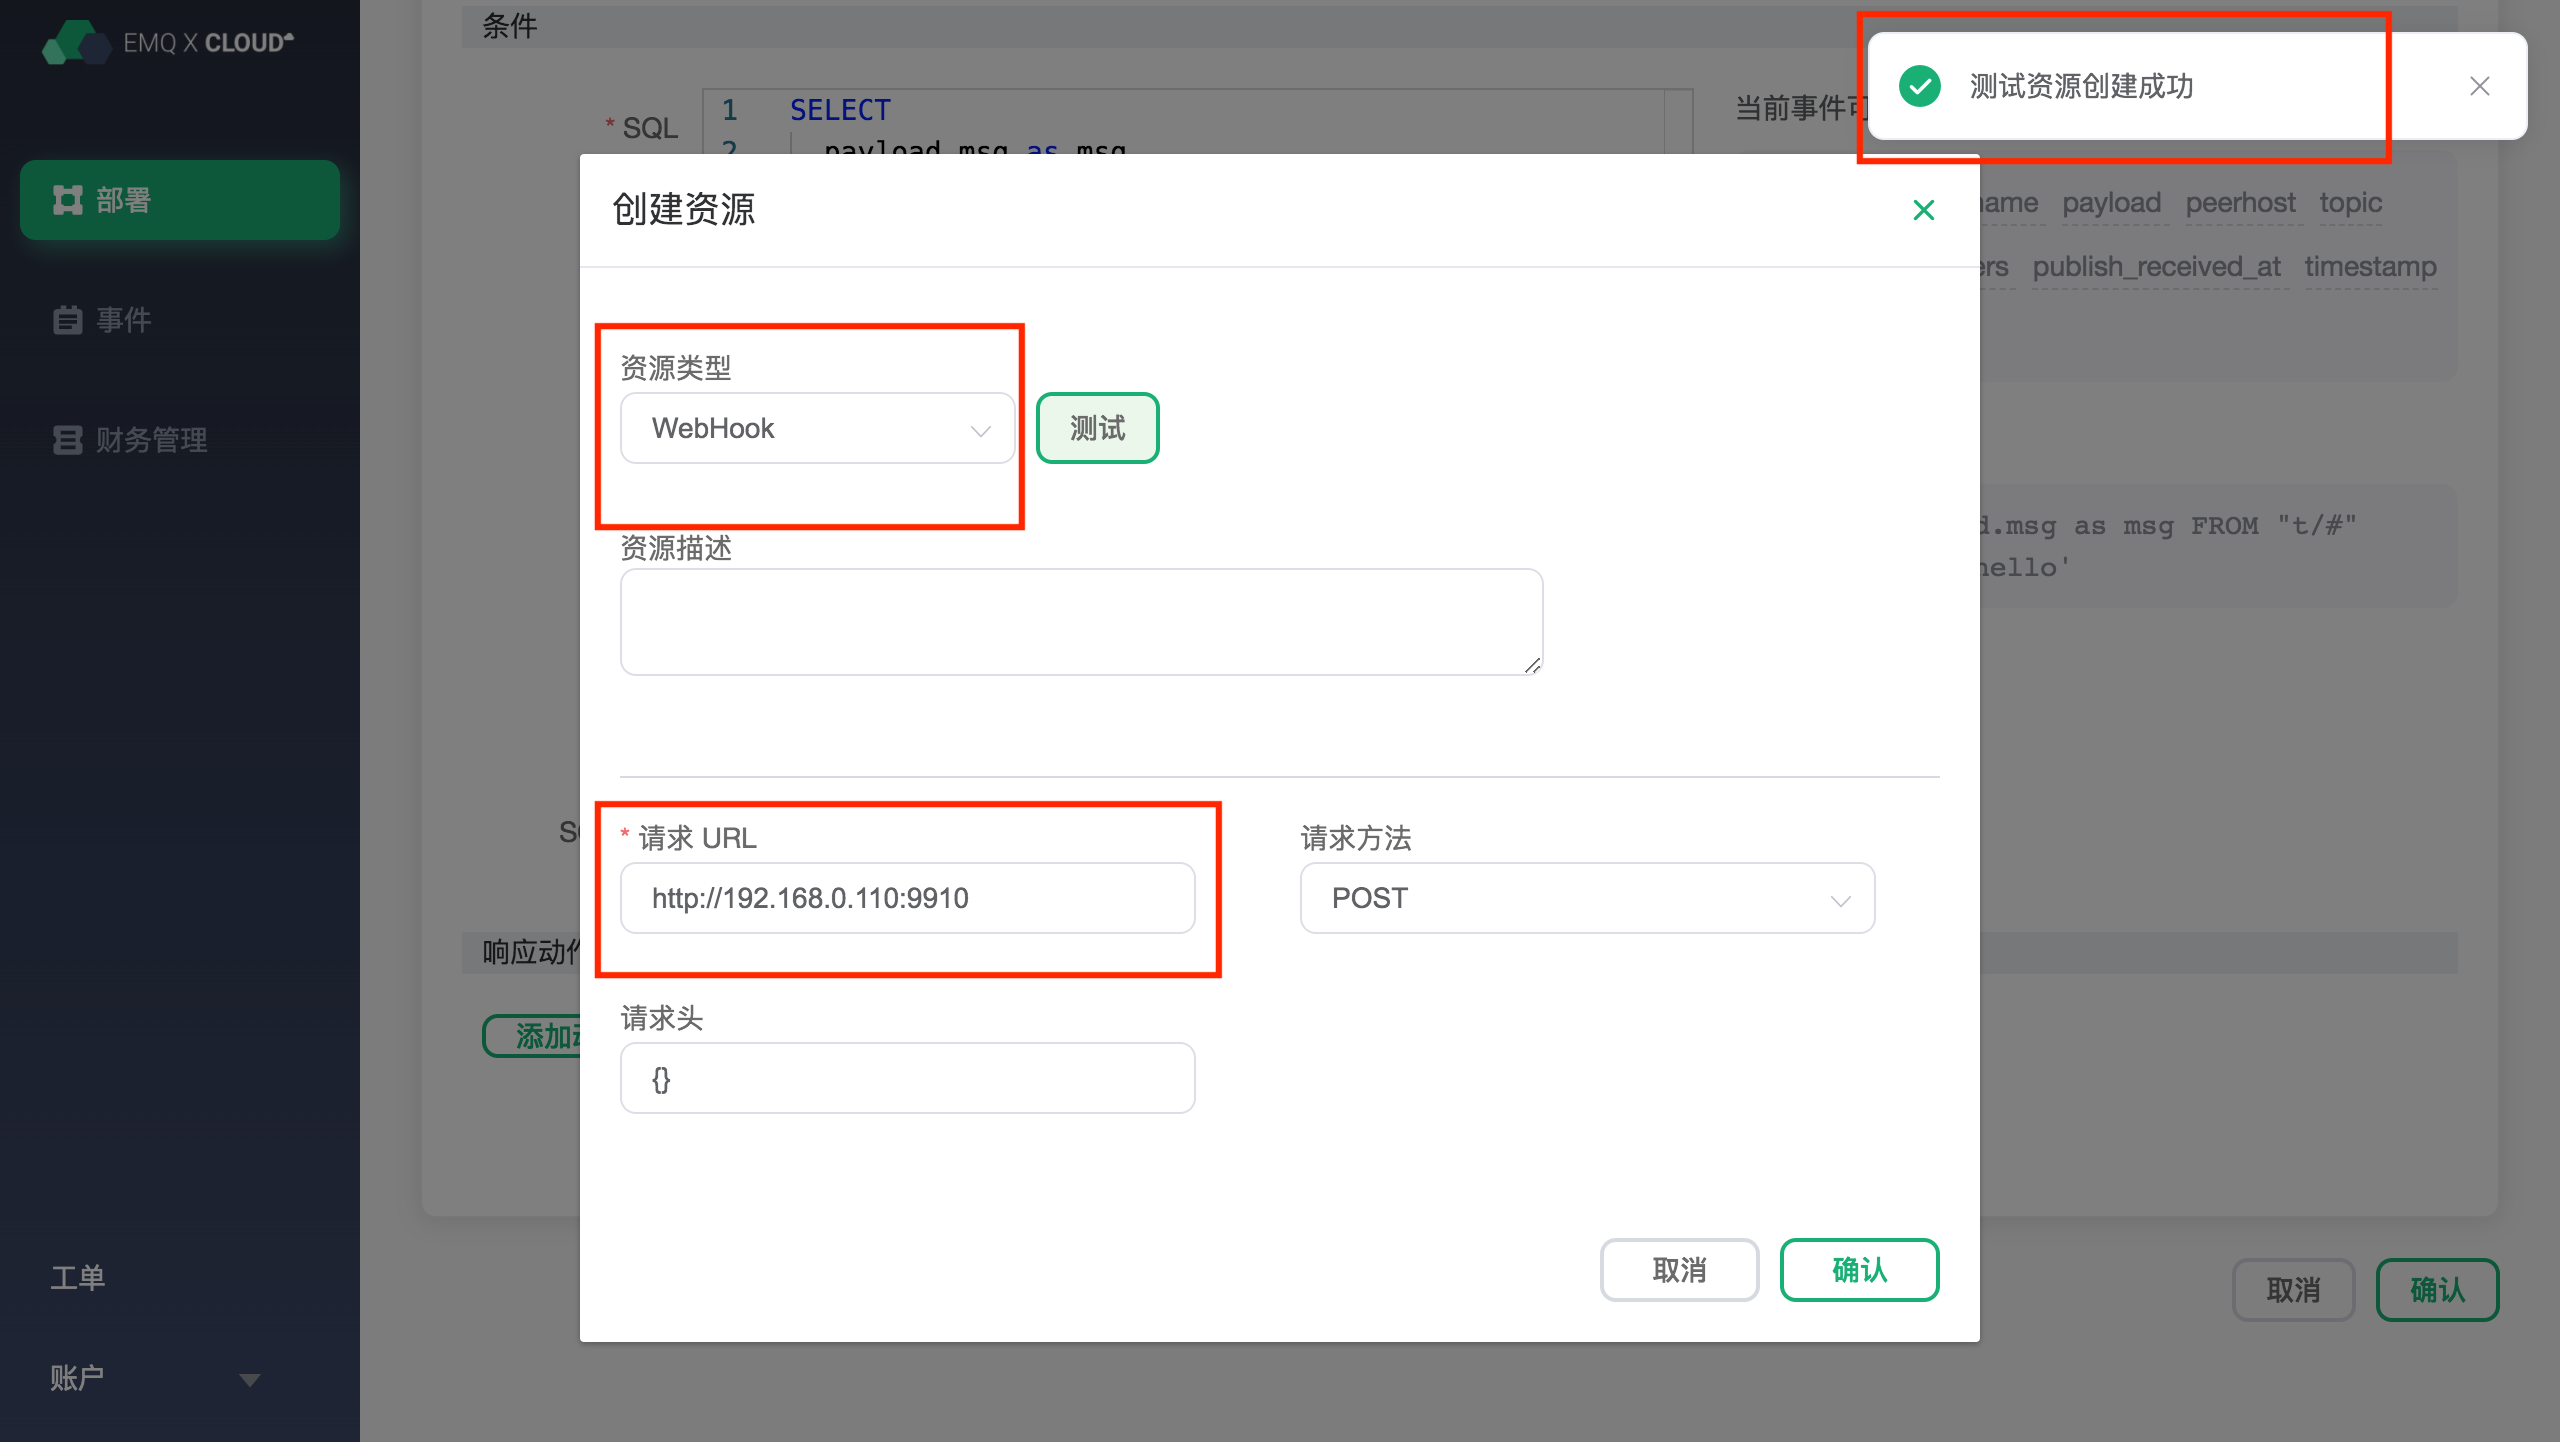 EMQ X CLOUD
部署
事件
财务管理
工单
账户
条件
* SQL
1 SELECT
2 payload.msg as msg
当前事件可
测试资源创建成功
payload peerhost topic
publish_received_at timestamp
d.msg as msg FROM "t/#"
hello'
响应动作
添加
取消
确认
创建资源
资源类型
WebHook
测试
资源描述
* 请求 URL
http://192.168.0.110:9910
请求方法
POST
请求头
{}
取消
确认